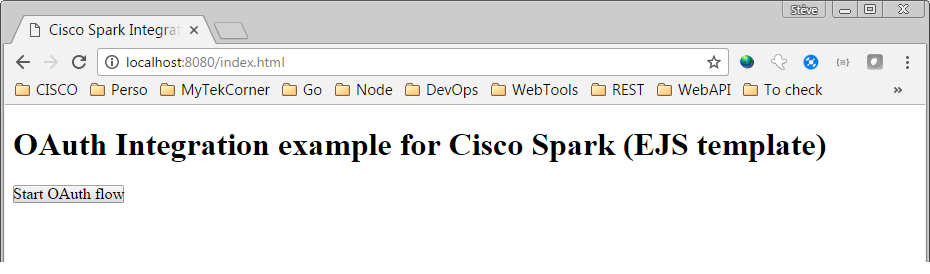 Stève
Cisco Spark Integrat
localhost:8080/index.html
CISCO Perso MyTekCorner Go Node DevOps WebTools REST WebAPI To check »
OAuth Integration example for Cisco Spark (EJS template)
Start OAuth flow